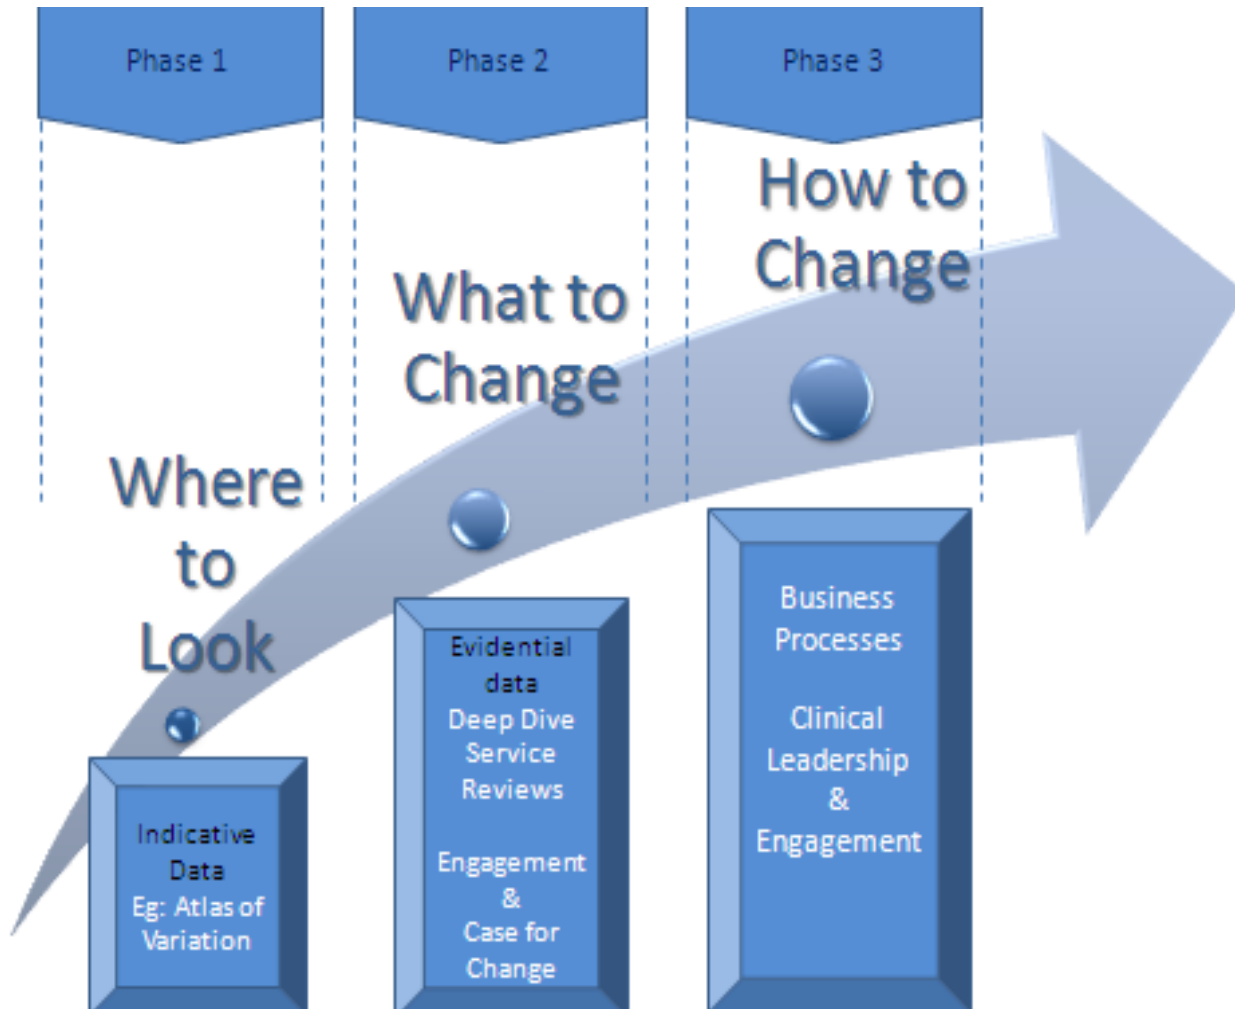 Phase 1
Phase 2
Phase 3
Where
to
Look
What to
Change
How to
Change
Indicative
Data
Eg: Atlas of
Variation
Evidential
data
Deep Dive
Service
Reviews
Engagement
&
Case for
Change
Business
Processes
Clinical
Leadership
&
Engagement